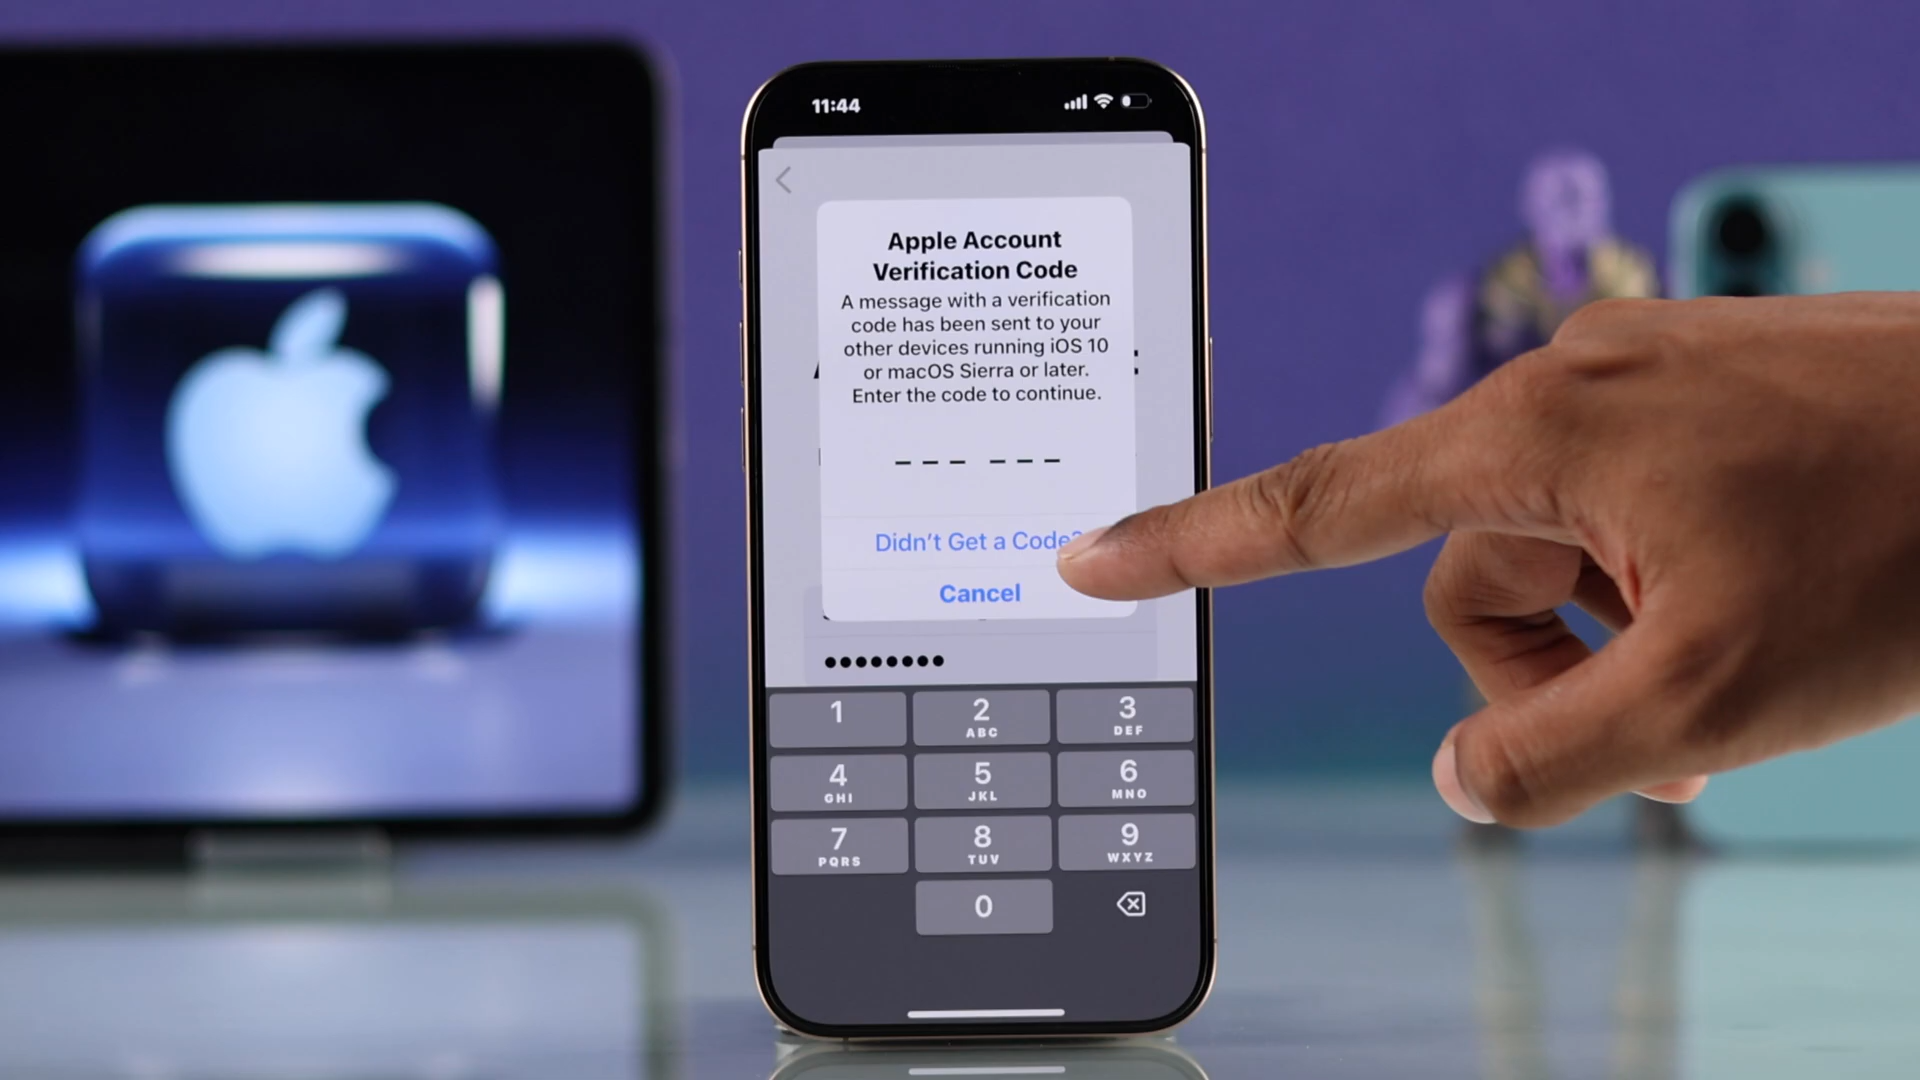 11:44
Apple Account
Verification Code
A message with a verification
code has been sent to your
other devices running iOS 10
or macOS Sierra or later.
Enter the code to continue.
Didn't Get a Code?
Cancel
1
2
ABC
3
DEF
4
GHI
5
JKL
6
MNO
7
PQRS
8
TUV
9
WXYZ
0